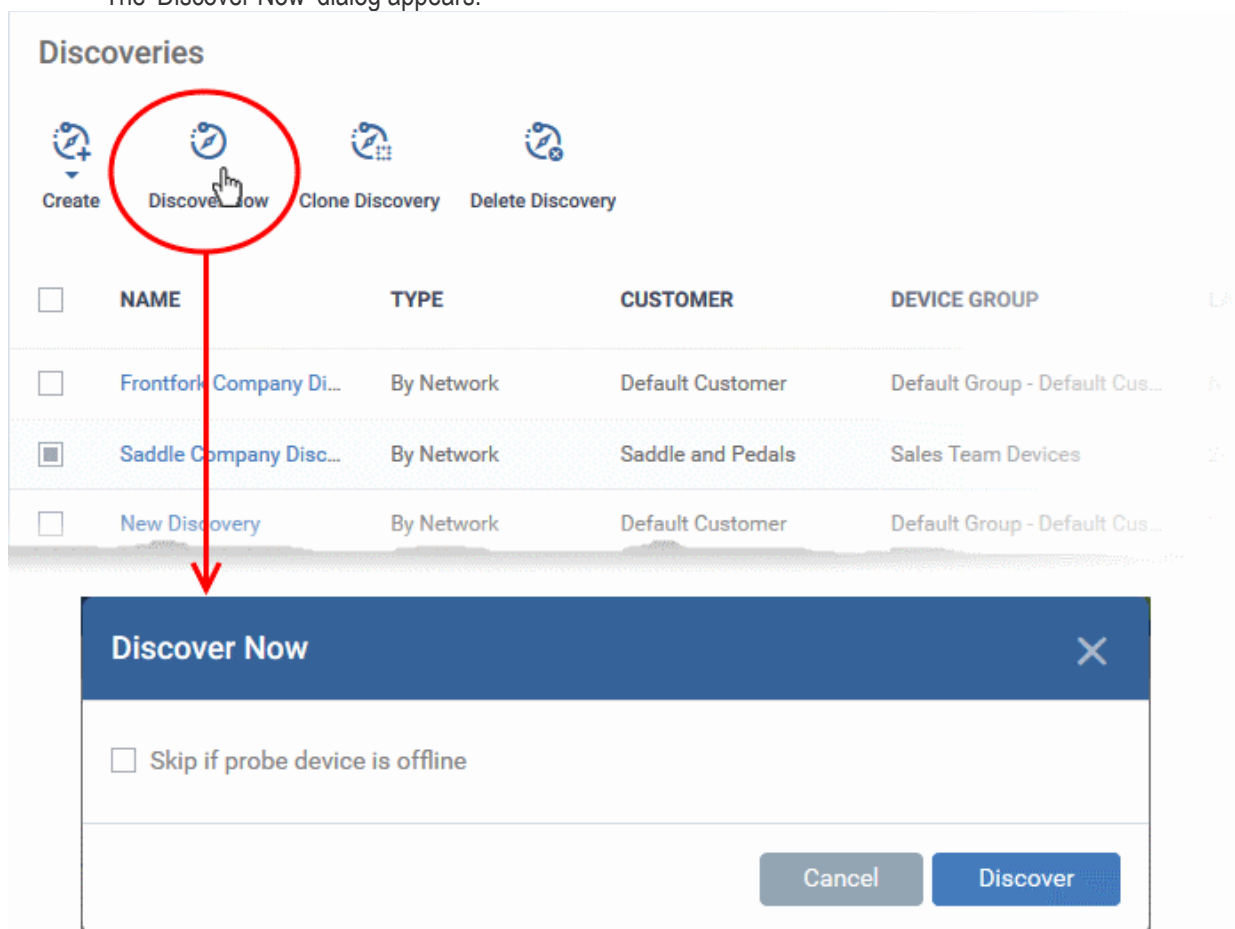 The 'Discover Now' dialog appears.
Discoveries
Create Discover Now Clone Discovery Delete Discovery
NAME TYPE CUSTOMER DEVICE GROUP
Frontfork Company Di... By Network Default Customer Default Group - Default Cus...
Saddle Company Disc... By Network Saddle and Pedals Sales Team Devices
New Discovery By Network Default Customer Default Group - Default Cus...
Discover Now
Skip if probe device is offline
Cancel Discover